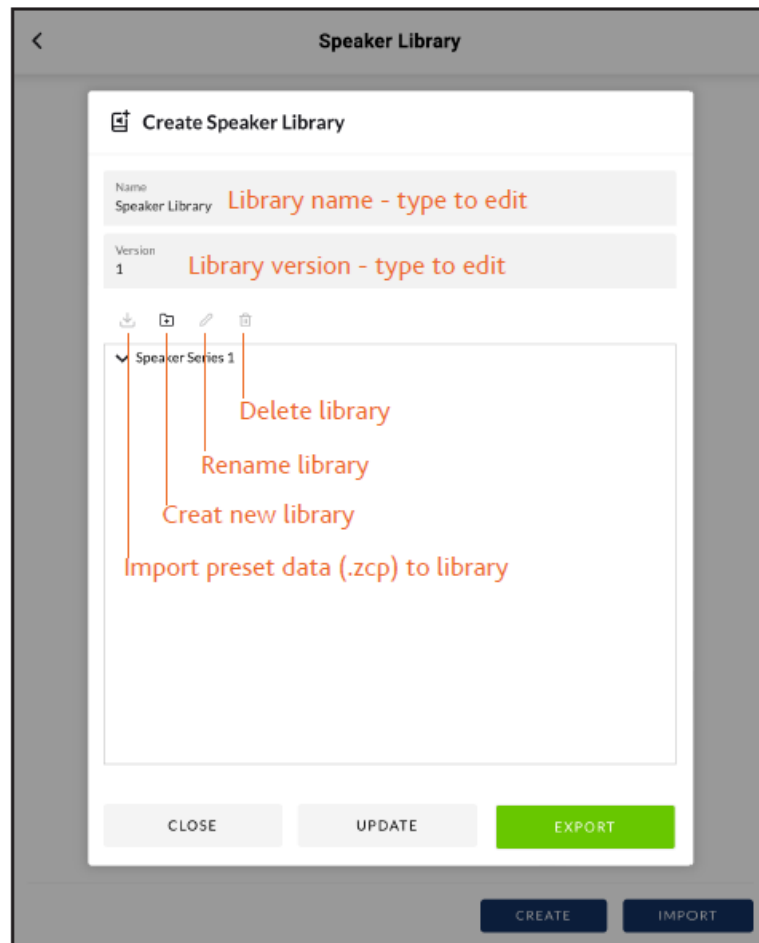 Speaker Library
Create Speaker Library
Name
Speaker Library
Library name - type to edit
Version
1
Library version - type to edit
Speaker Series 1
Delete library
Rename library
Creat new library
Import preset data (.zcp) to library
CLOSE
UPDATE
EXPORT
CREATE
IMPORT